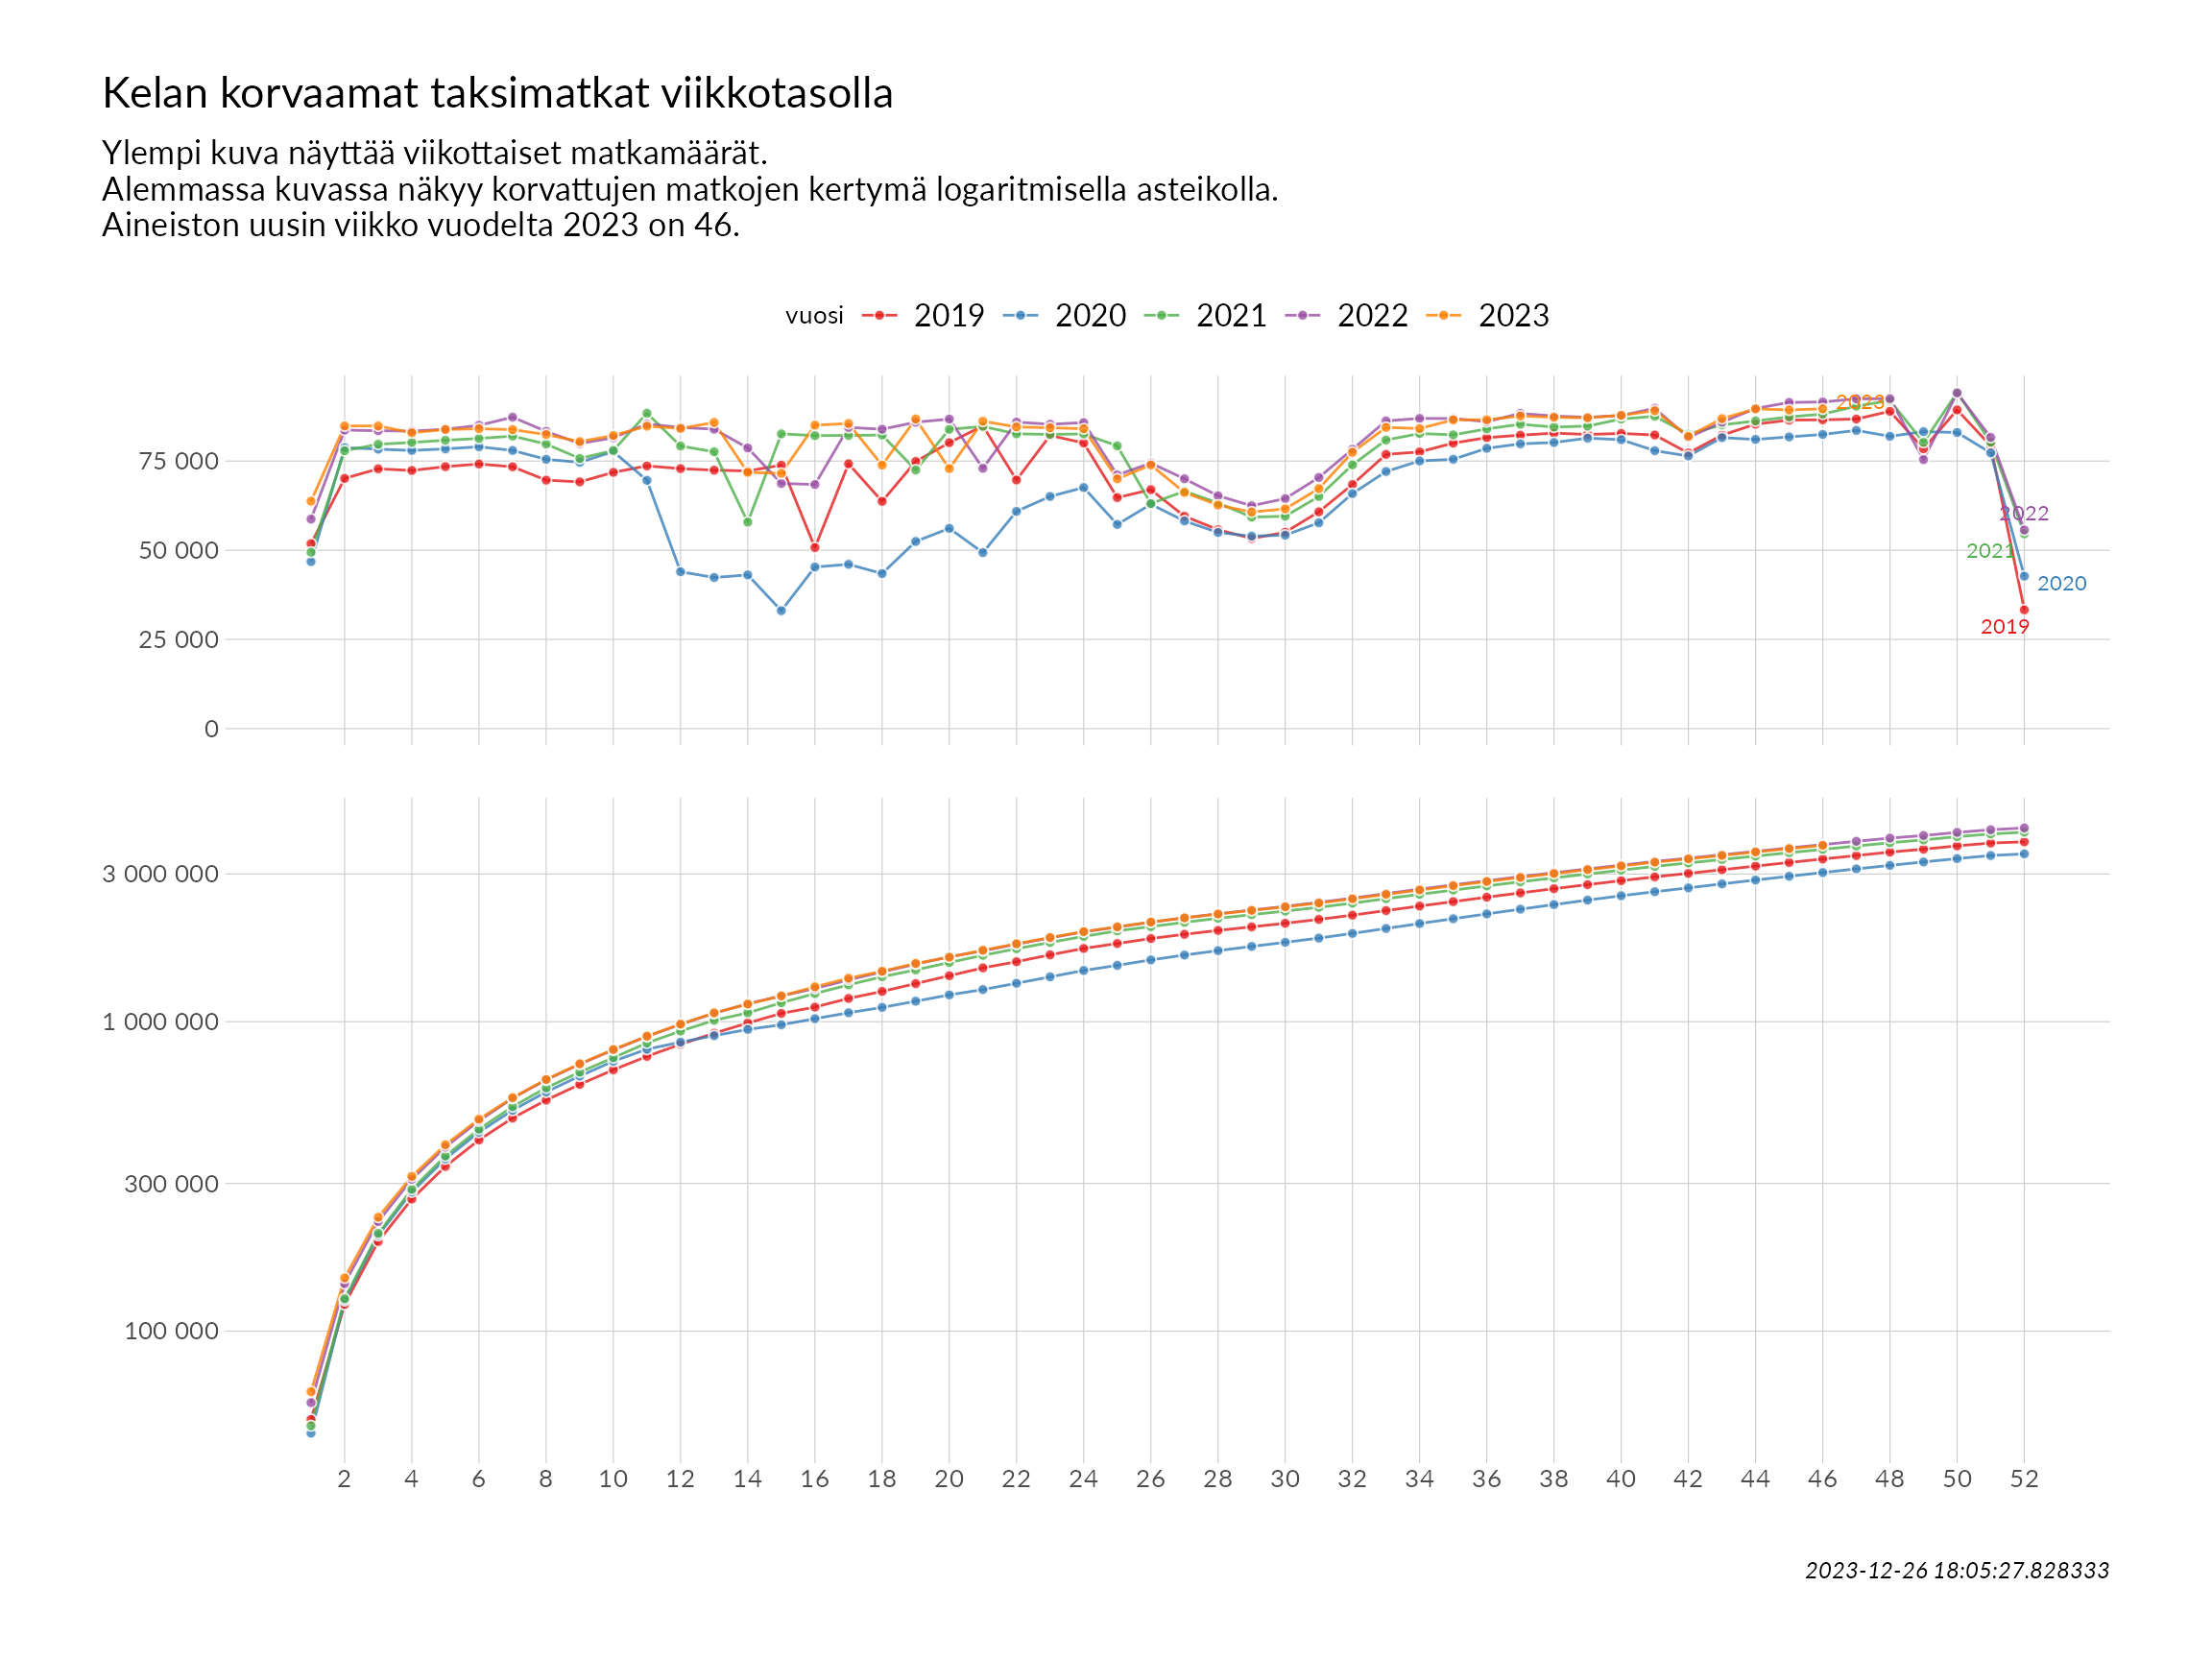 Kelan korvaamat taksimatkat viikkotasolla
Ylempi kuva näyttää viikottaiset matkamäärät.
Alemmassa kuvassa näkyy korvattujen matkojen kertymä logaritmisella asteikolla.
Aineiston uusin viikko vuodelta 2023 on 46.
vuosi 2019 2020 2021 2022 2023
2023
75 000
2022
50 000
2021
2020
25 000
2019
0
3 000 000
1 000 000
300 000
100 000
2 4 6 8 10 12 14 16 18 20 22 24 26 28 30 32 34 36 38 40 42 44 46 48 50 52
2023-12-26 18:05:27.828333